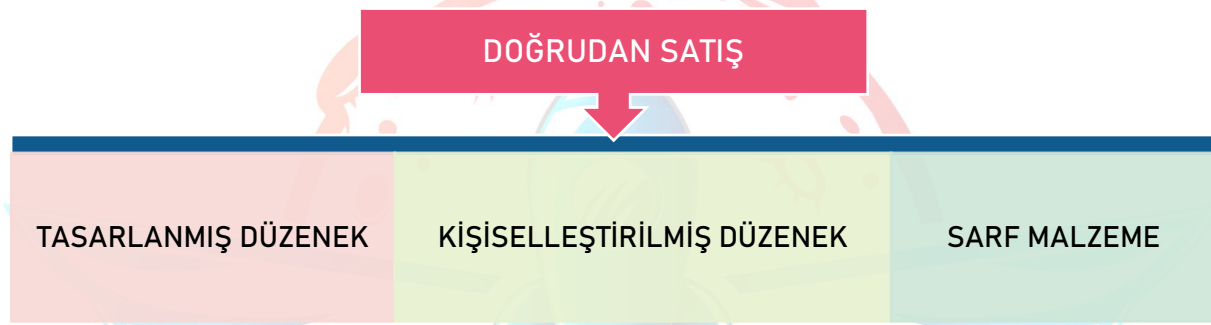 DOĞRUDAN SATIŞ
TASARLANMIŞ DÜZENEK
KİŞİSELLEŞTİRİLMİŞ DÜZENEK
SARF MALZEME